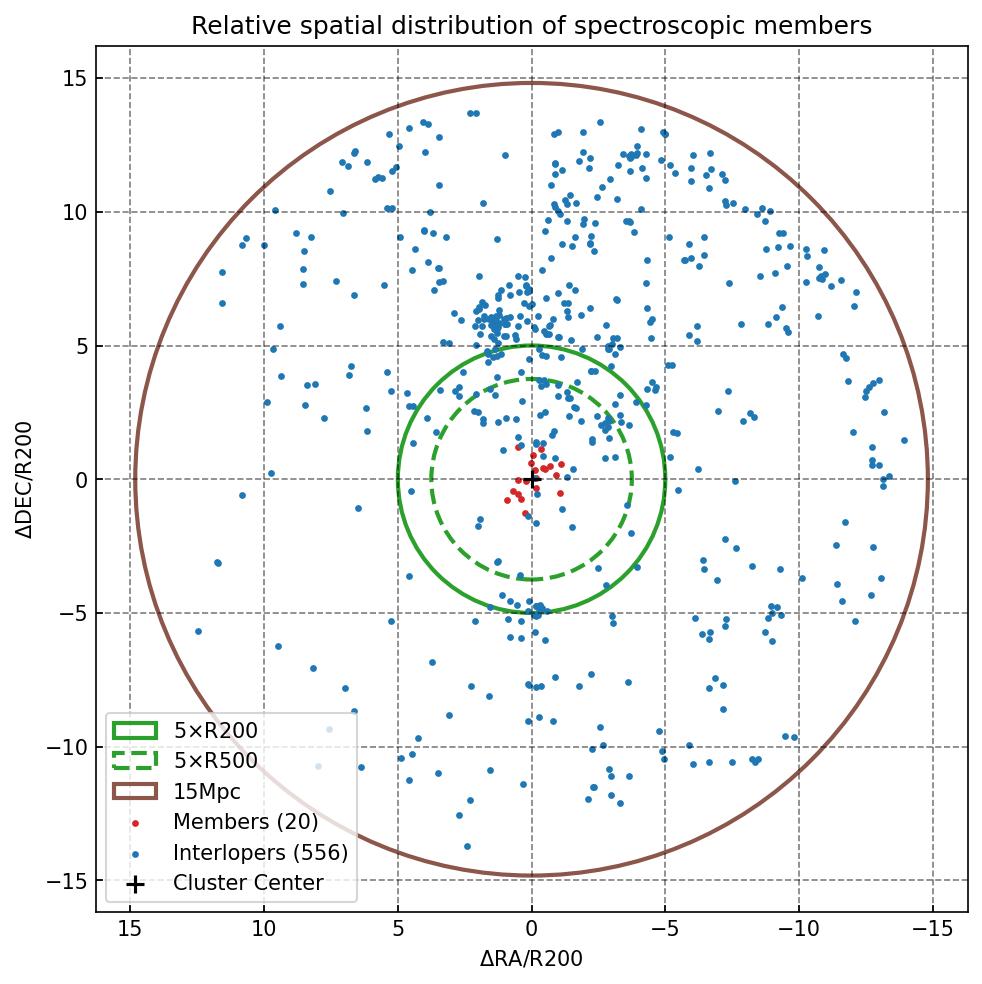 Relative spatial distribution of spectroscopic members
15
10
5
0
−5
−10
−15
ΔDEC/R200
5×R200
5×R500
15Mpc
Members (20)
Interlopers (556)
Cluster Center
15 10 5 0 −5 −10 −15
ΔRA/R200